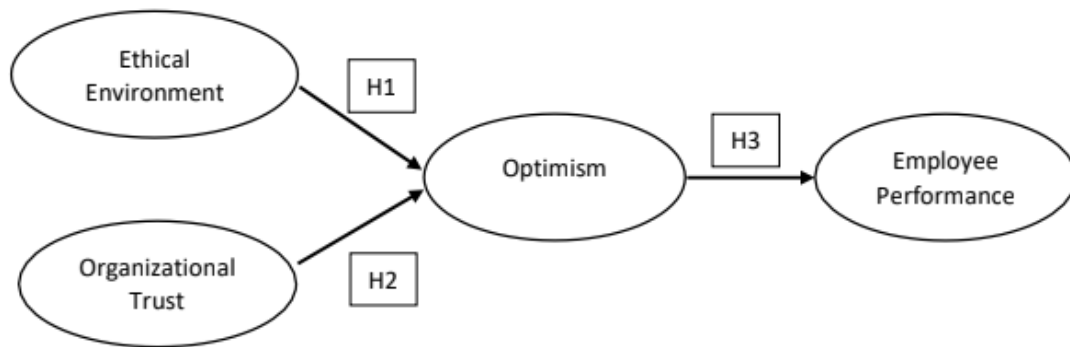 Ethical
Environment
H1
Optimism
H3
Employee
Performance
Organizational
Trust
H2